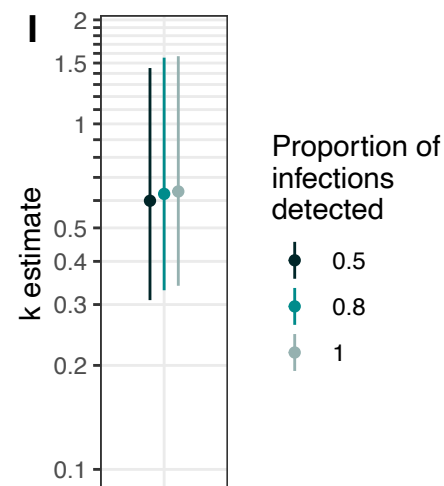 I
2
1.5
1
0.5
0.4
0.3
0.2
0.1
k estimate
Proportion of
infections
detected
0.5
0.8
1